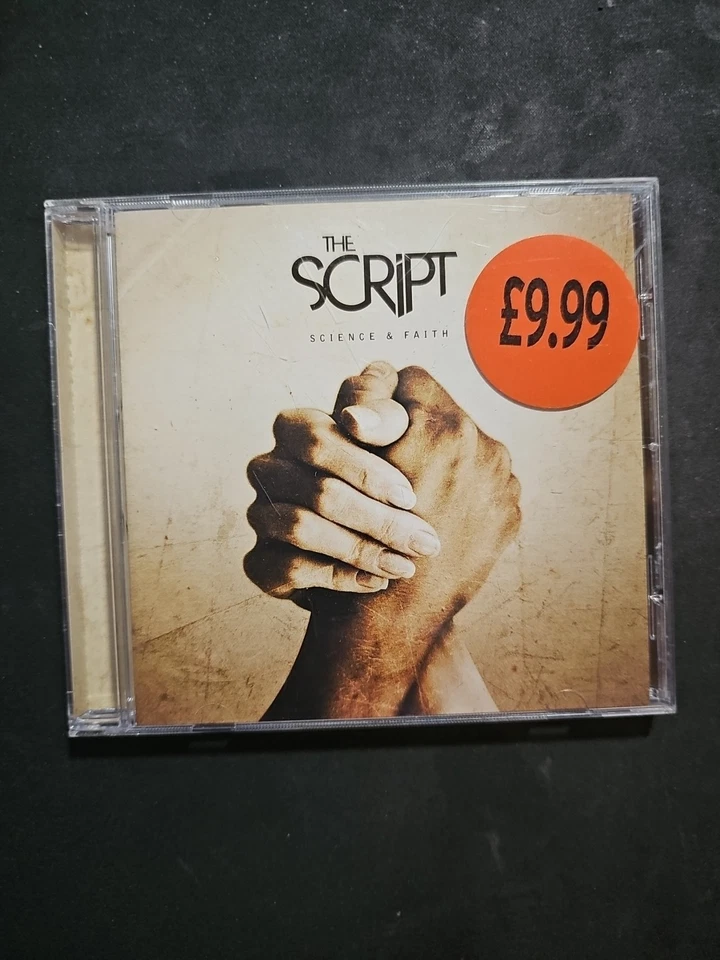 THE
SCRIPT
SCIENCE & FAITH
£9.99